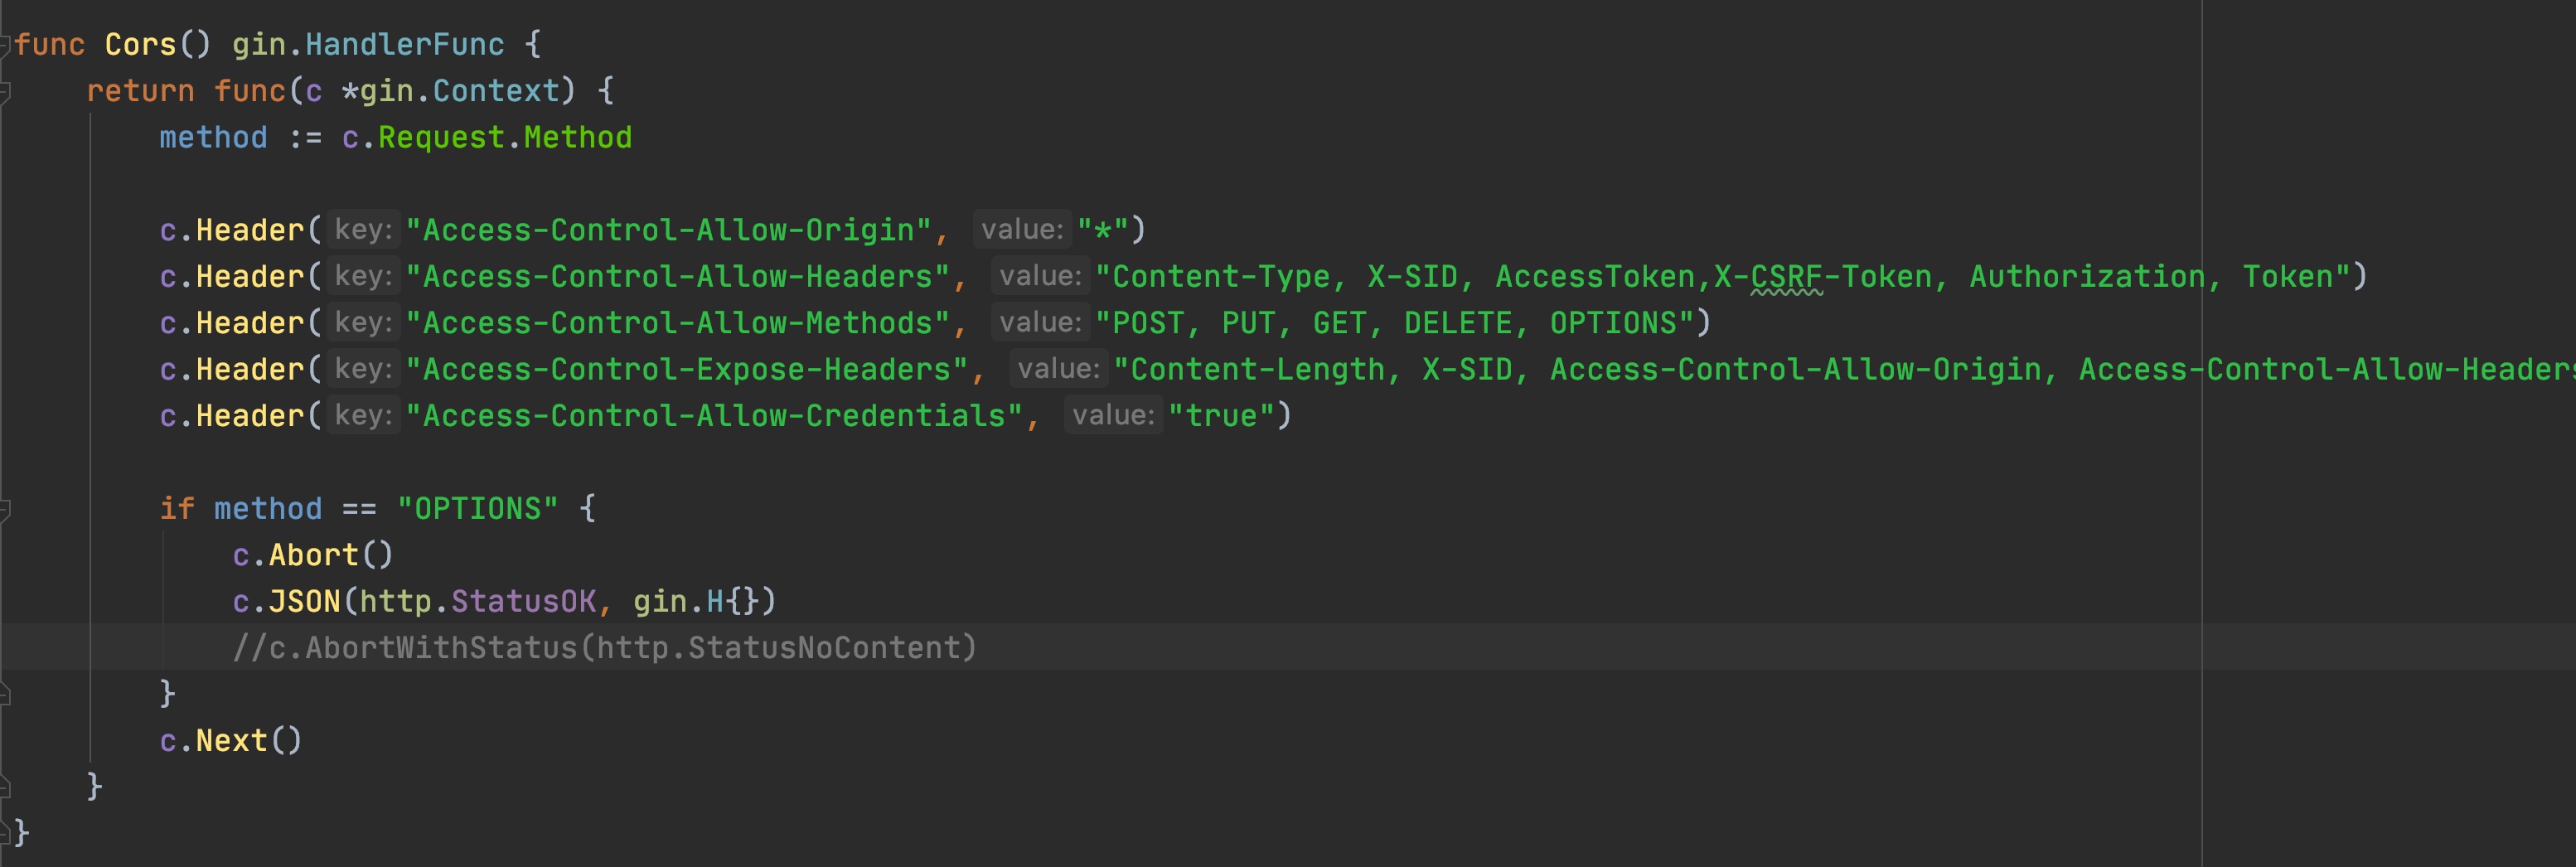 func Cors() gin.HandlerFunc {
return func(c *gin.Context) {
method := c.Request.Method
c.Header( key: "Access-Control-Allow-Origin", value: "*")
c.Header( key: "Access-Control-Allow-Headers", value: "Content-Type, X-SID, AccessToken,X-CSRF-Token, Authorization, Token")
c.Header( key: "Access-Control-Allow-Methods", value: "POST, PUT, GET, DELETE, OPTIONS")
c.Header( key: "Access-Control-Expose-Headers", value: "Content-Length, X-SID, Access-Control-Allow-Origin, Access-Control-Allow-Headers
c.Header( key: "Access-Control-Allow-Credentials", value: "true")
if method == "OPTIONS" {
c.Abort()
c.JSON(http.StatusOK, gin.H{})
//c.AbortWithStatus(http.StatusNoContent)
}
c.Next()
}
}